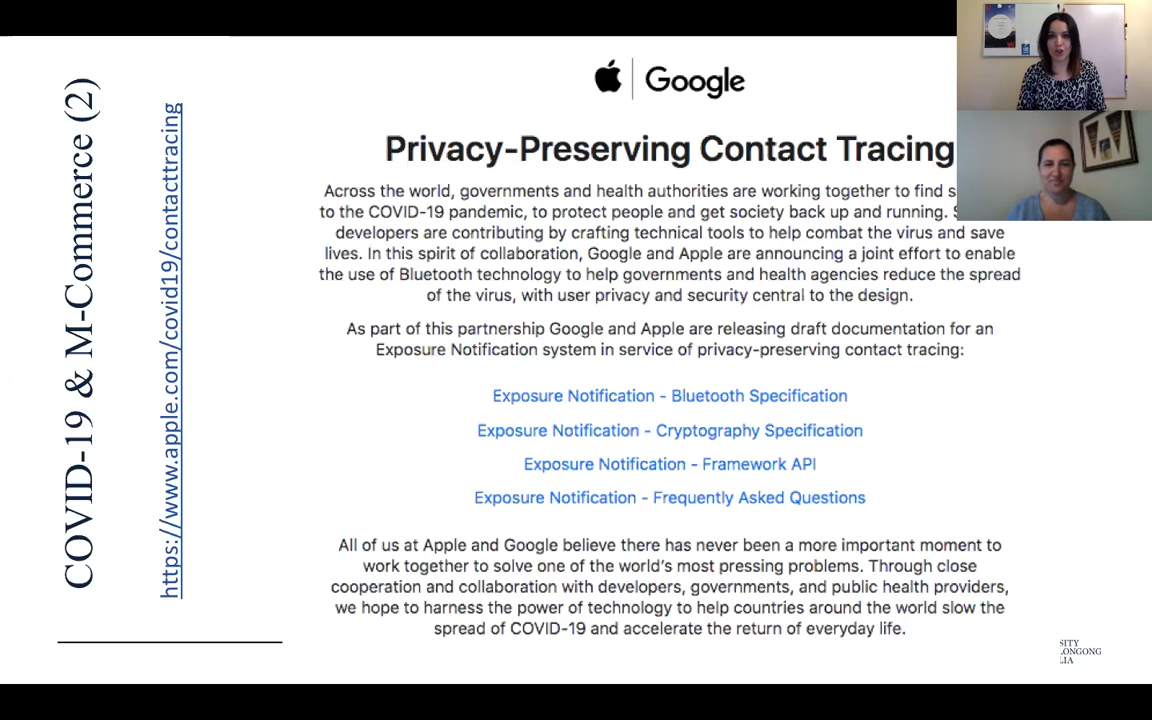 COVID-19 & M-Commerce (2)
https://www.apple.com/covid19/contacttracing
Google
Privacy-Preserving Contact Tracing
Across the world, governments and health authorities are working together to find
to the COVID-19 pandemic, to protect people and get society back up and running.
developers are contributing by crafting technical tools to help combat the virus and save
lives. In this spirit of collaboration, Google and Apple are announcing a joint effort to enable
the use of Bluetooth technology to help governments and health agencies reduce the spread
of the virus, with user privacy and security central to the design.
As part of this partnership Google and Apple are releasing draft documentation for an
Exposure Notification system in service of privacy-preserving contact tracing:
Exposure Notification - Bluetooth Specification
Exposure Notification - Cryptography Specification
Exposure Notification - Framework API
Exposure Notification - Frequently Asked Questions
All of us at Apple and Google believe there has never been a more important moment to
work together to solve one of the world's most pressing problems. Through close
cooperation and collaboration with developers, governments, and public health providers,
we hope to harness the power of technology to help countries around the world slow the
spread of COVID-19 and accelerate the return of everyday life.
SITY
ONGONG
LIA